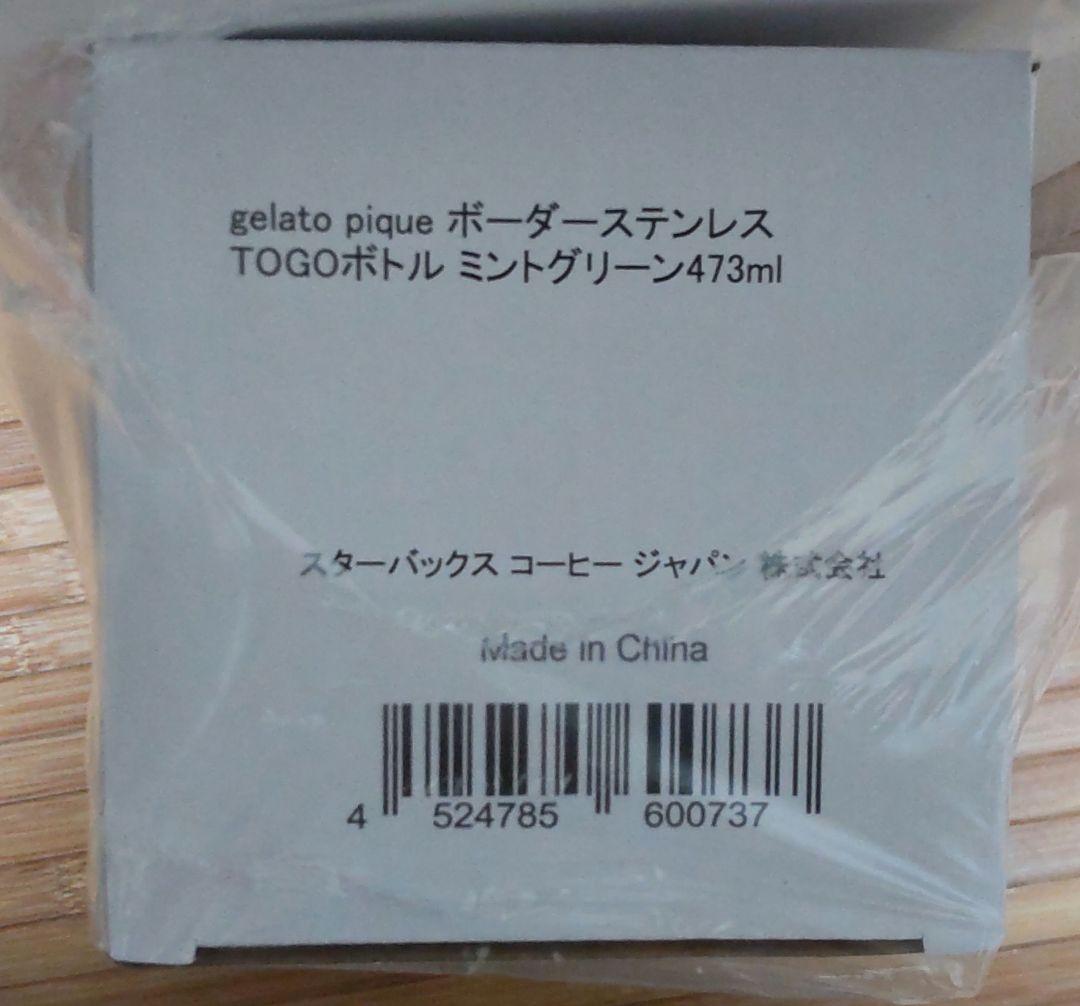 gelato pique ボーダーステンレス
TOGOボトル ミントグリーン473ml
スターバックス コーヒー ジャパン 株式会社
Made in China
4 524785 600737